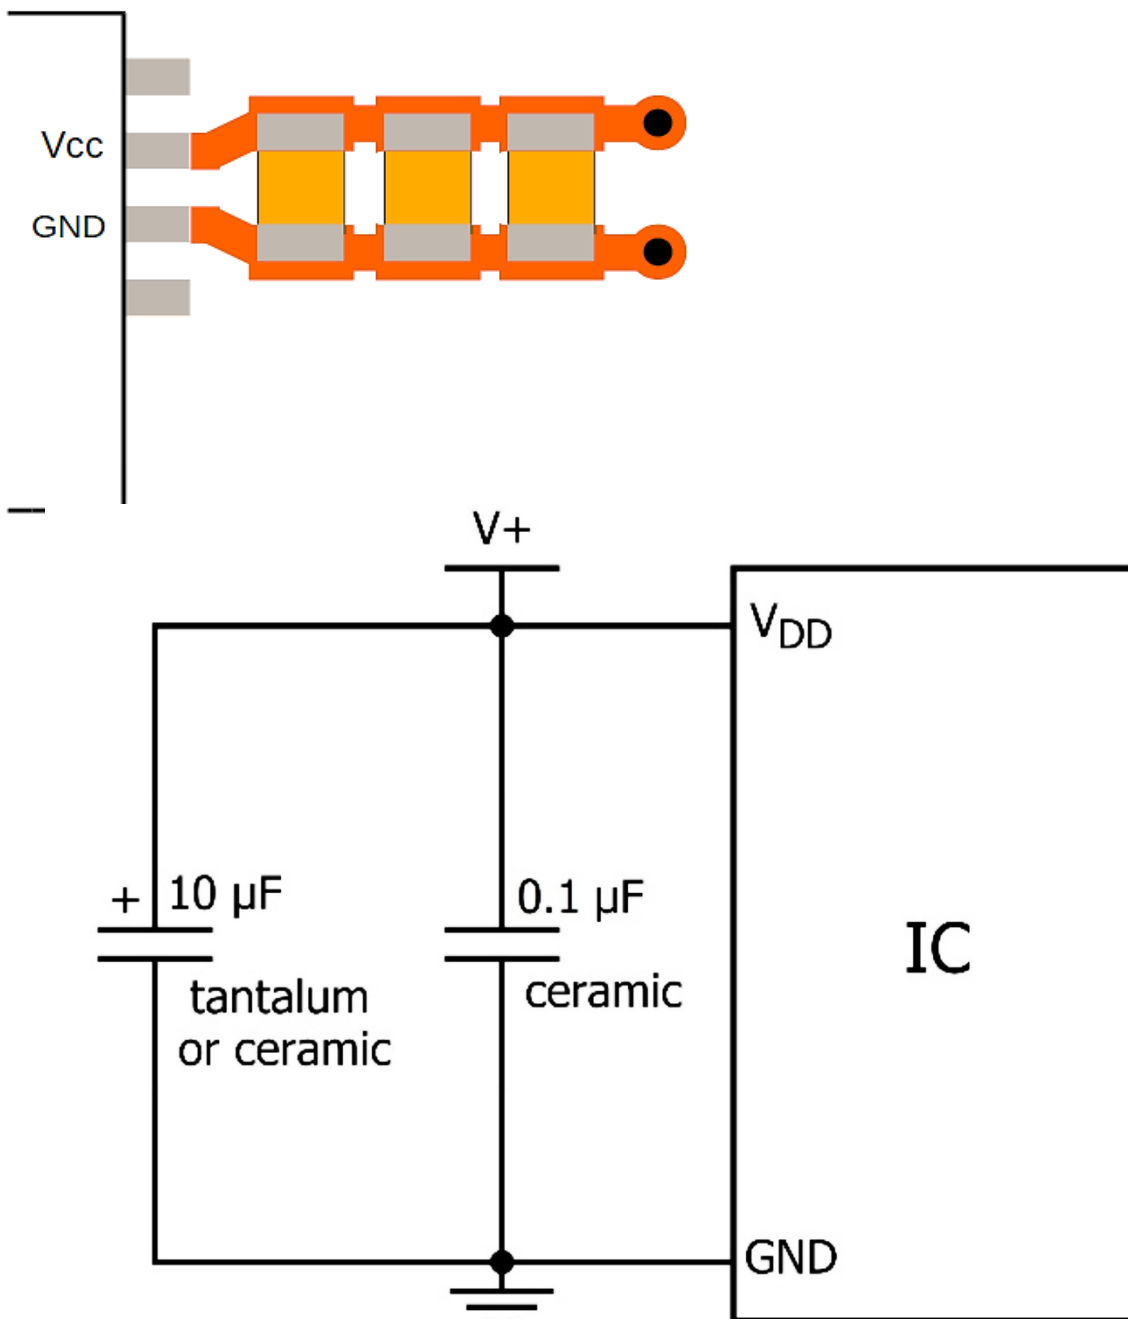 Vcc
GND
V+
VDD
+ 10 µF
0.1 µF
tantalum
or ceramic
ceramic
IC
GND